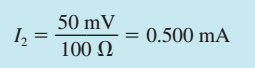 I₂ = 50 mV / 100 Ω = 0.500 mA